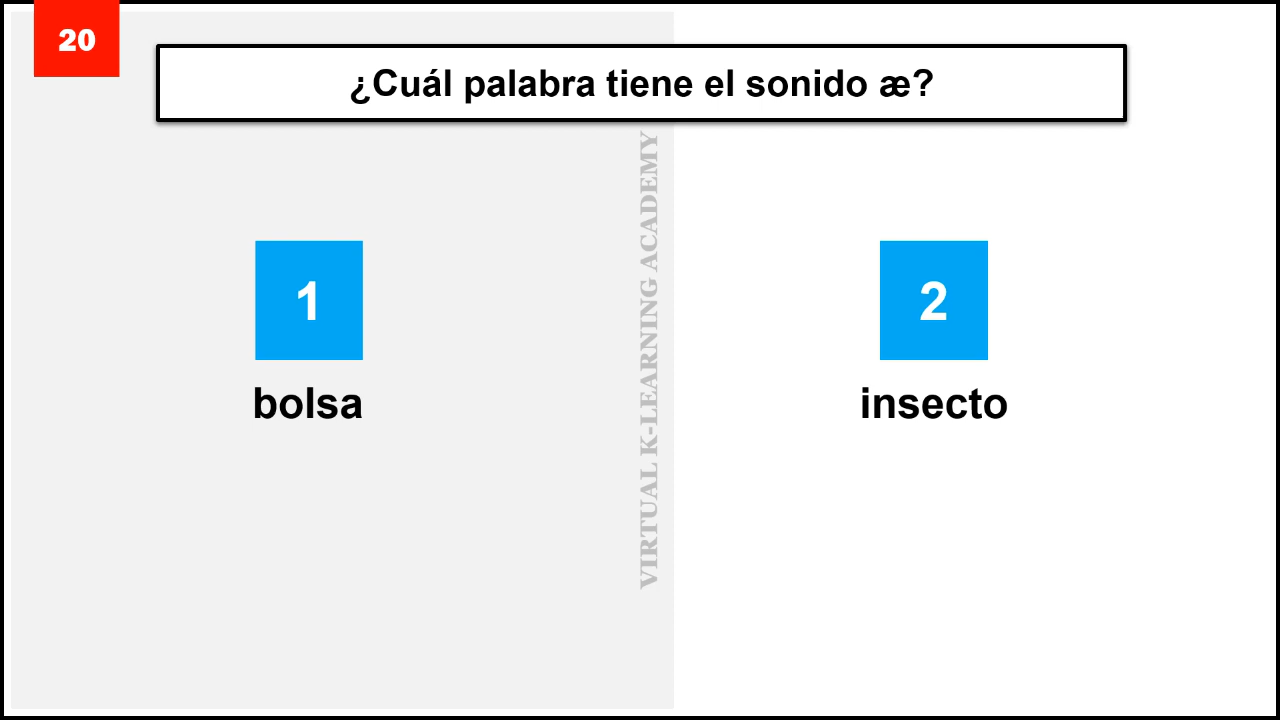 20
¿Cuál palabra tiene el sonido æ?
1
bolsa
VIRTUAL K-LEARNING ACADEMY
2
insecto